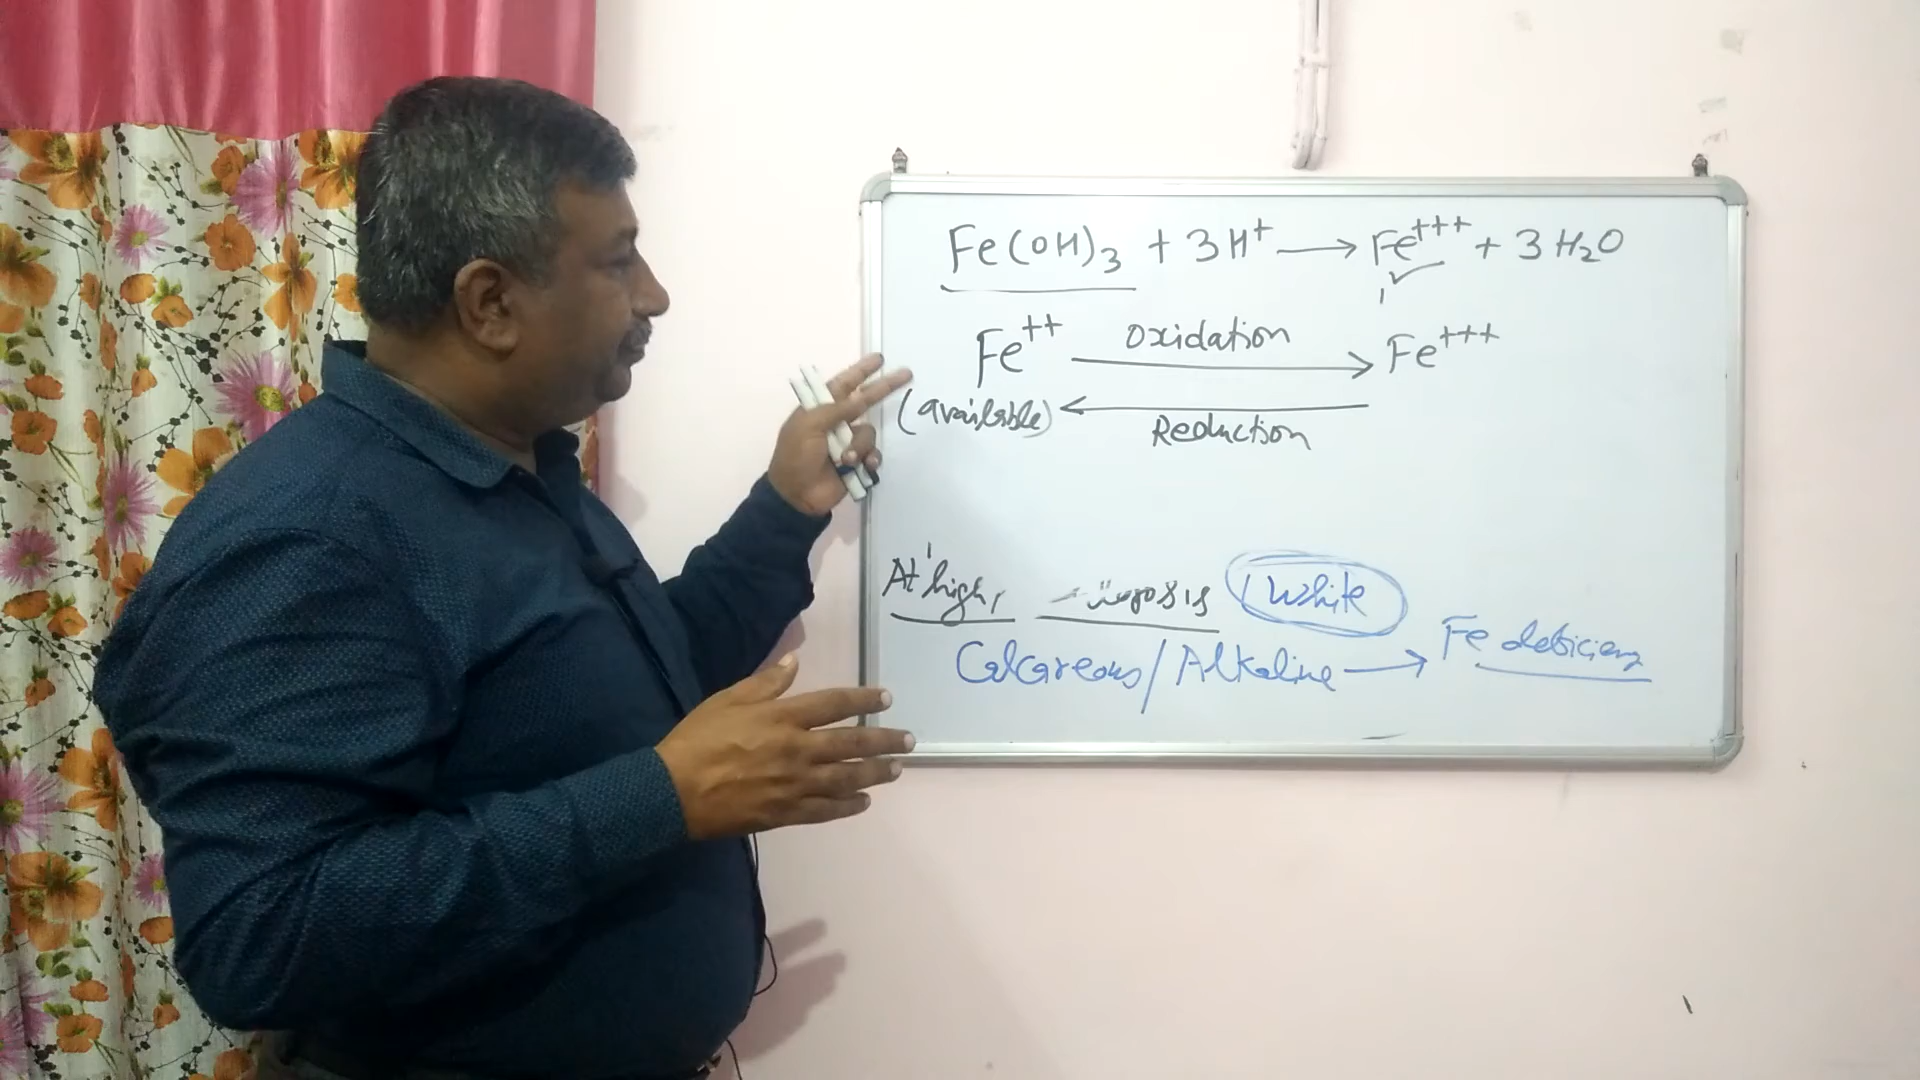 Fe(OH)₃ + 3H⁺ → Fe⁺⁺⁺ + 3H₂O
Fe⁺⁺ Oxidation → Fe⁺⁺⁺
(available) ← Reduction
At high, White
Calcareous/Alkaline → Fe deficiency